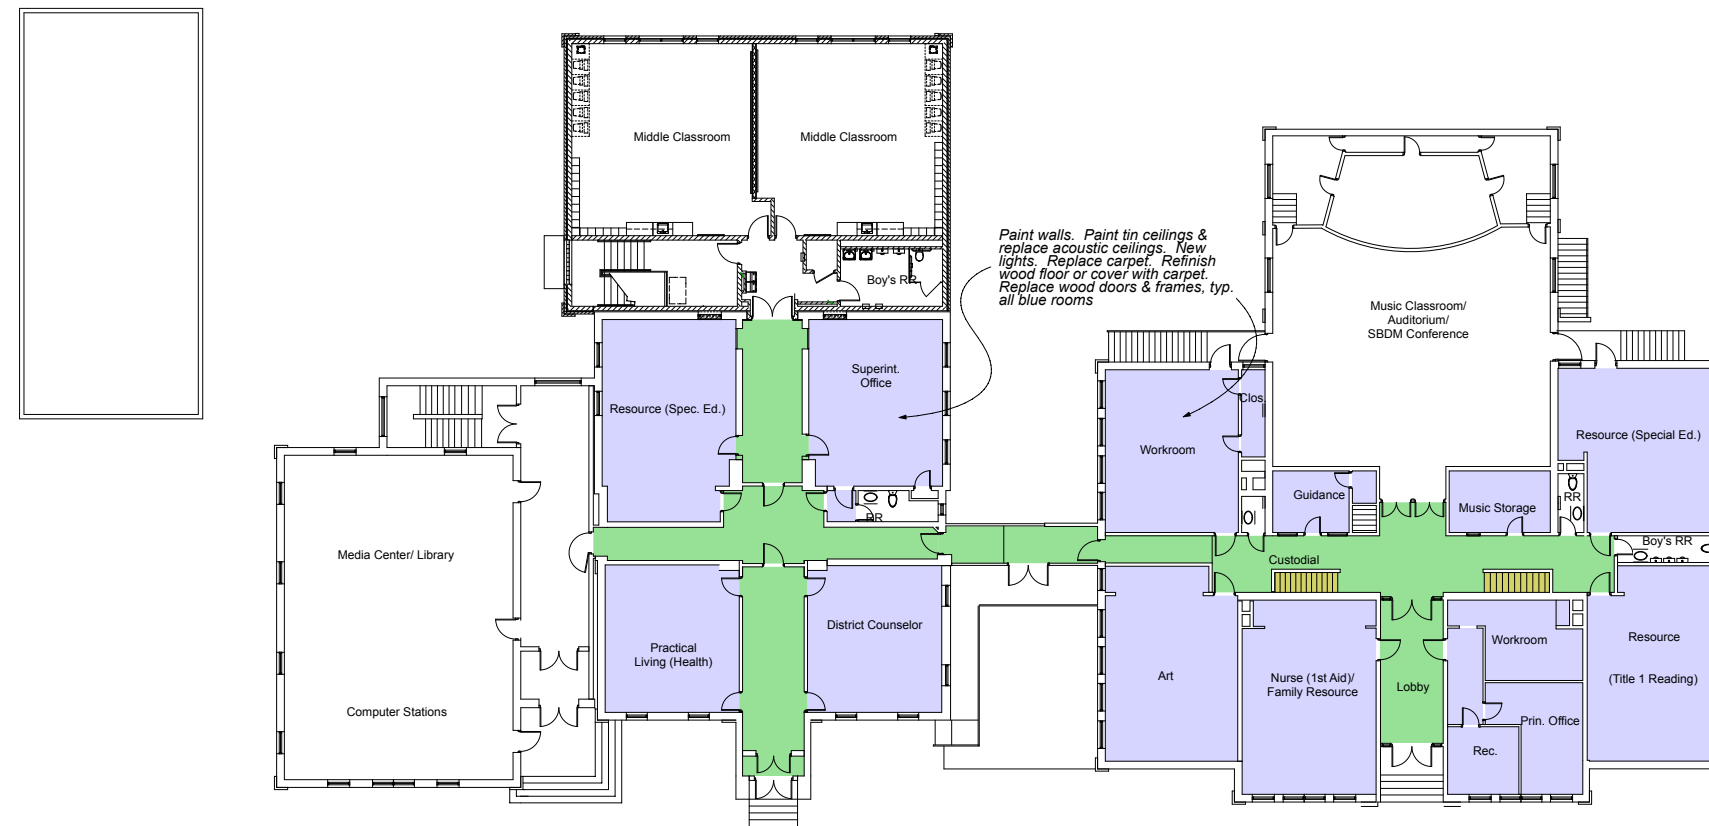 Middle Classroom
Middle Classroom
Paint walls.  Paint tin ceilings &
replace acoustic ceilings.  New
lights.  Replace carpet.  Refinish
wood floor or cover with carpet.
Replace wood doors & frames, typ.
all blue rooms
Boy's RR
Music Classroom/
Auditorium/
SBDM Conference
Superint.
Office
Resource (Spec. Ed.)
Clos.
Workroom
Resource (Special Ed.)
Guidance
Music Storage
RR
RR
Media Center/ Library
Custodial
Boy's RR
District Counselor
Practical
Living (Health)
Art
Nurse (1st Aid)/
Family Resource
Lobby
Workroom
Resource
(Title 1 Reading)
Computer Stations
Prin. Office
Rec.